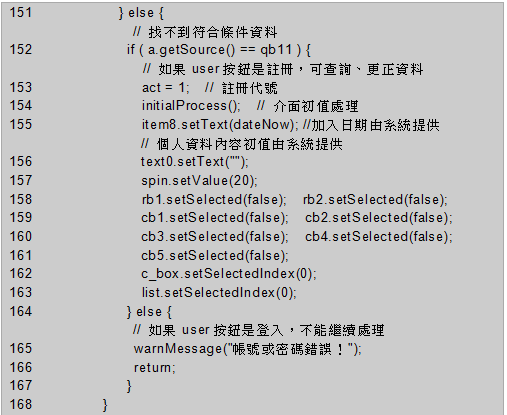 151 } else {
// 找不到符合條件資料
152 if ( a.getSource() == qb11 ) {
// 如果 user 按鈕是註冊，可查詢、更正資料
153 act = 1; // 註冊代號
154 initialProcess(); // 介面初值處理
155 item8.setText(dateNow); //加入日期由系統提供
// 個人資料內容初值由系統提供
156 text0.setText("");
157 spin.setValue(20);
158 rb1.setSelected(false); rb2.setSelected(false);
159 cb1.setSelected(false); cb2.setSelected(false);
160 cb3.setSelected(false); cb4.setSelected(false);
161 cb5.setSelected(false);
162 c_box.setSelectedIndex(0);
163 list.setSelectedIndex(0);
164 } else {
// 如果 user 按鈕是登入，不能繼續處理
165 warnMessage("帳號或密碼錯誤！");
166 return;
167 }
168 }